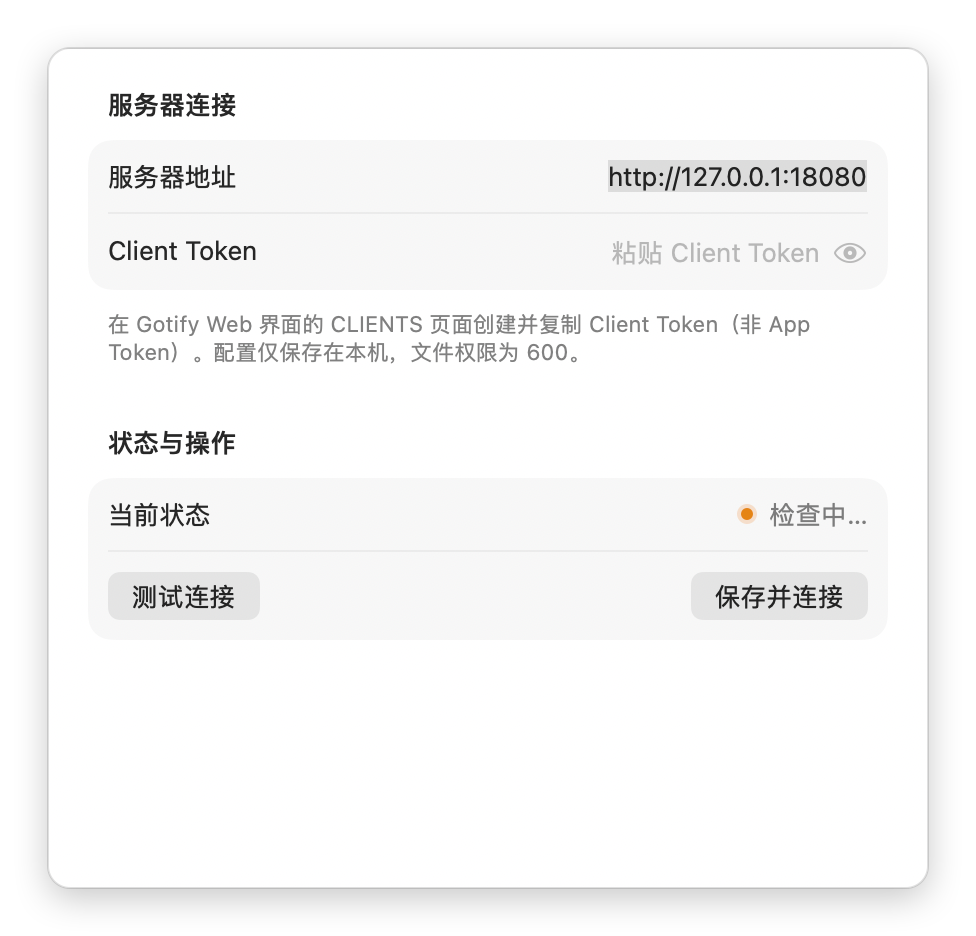 服务器连接
服务器地址 http://127.0.0.1:18080
Client Token 粘贴 Client Token
在 Gotify Web 界面的 CLIENTS 页面创建并复制 Client Token（非 App
Token）。配置仅保存在本机，文件权限为 600。
状态与操作
当前状态 检查中...
测试连接 保存并连接